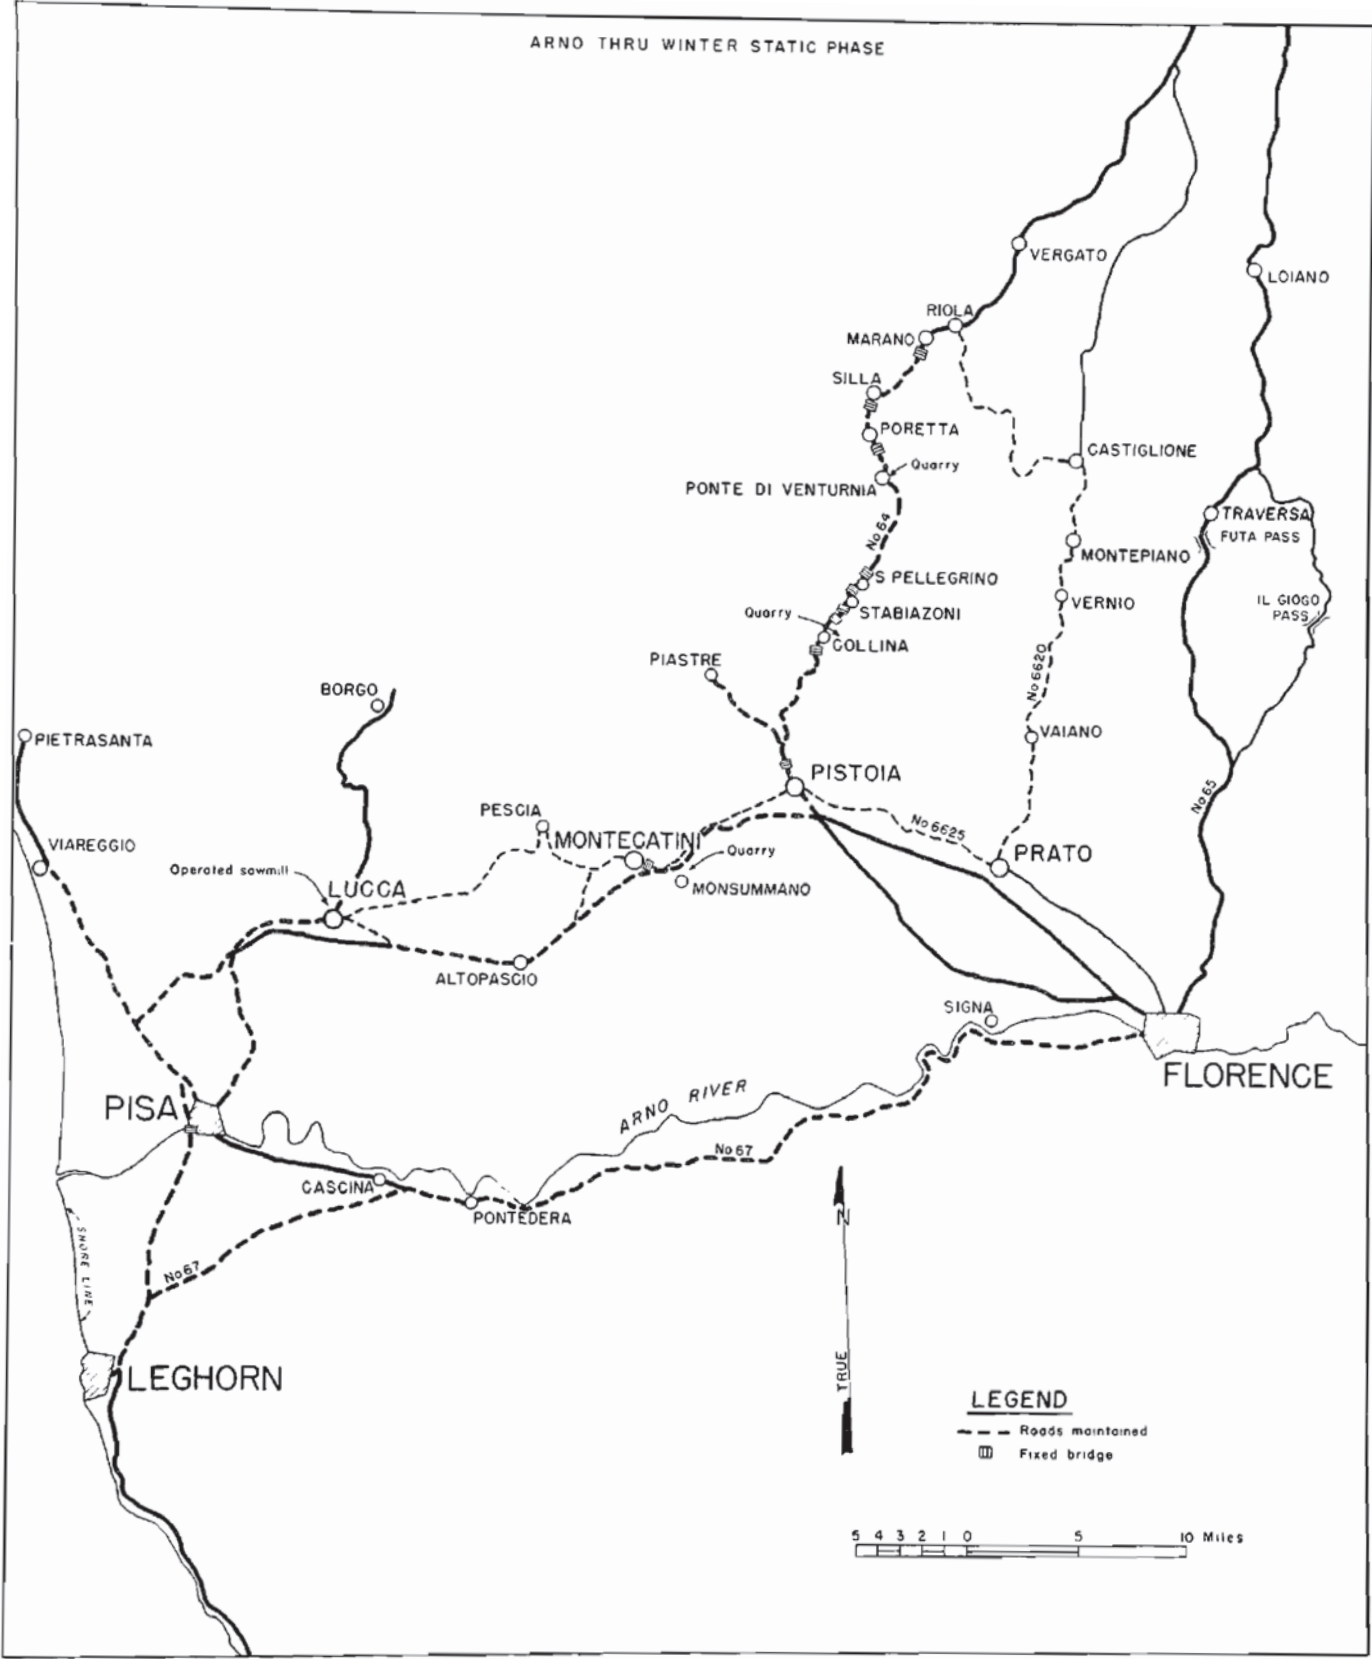 ARNO THRU WINTER STATIC PHASE
VERGATO
LOIANO
RIOLA
MARANO
SILLA
PORETTA
CASTIGLIONE
Quarry
PONTE DI VENTURNIA
No 64
TRAVERSA
FUTA PASS
MONTEPIANO
S PELLEGRINO
VERNIO
IL GIOGO
PASS
Quarry
STABIAZONI
COLLINA
PIASTRE
No 6620
BORGO
PIETRASANTA
VAIANO
PISTOIA
No 65
PESCIA
No 6625
MONTECATINI
VIAREGGIO
Quarry
PRATO
Operated sawmill
LUCCA
MONSUMMANO
ALTOPASCIO
SIGNA
FLORENCE
PISA
ARNO RIVER
No 67
CASCINA
PONTEDERA
N
SHORE LINE
No 67
TRUE
LEGHORN
LEGEND
Roads maintained
Fixed bridge
5 4 3 2 1 0 5 10 Miles